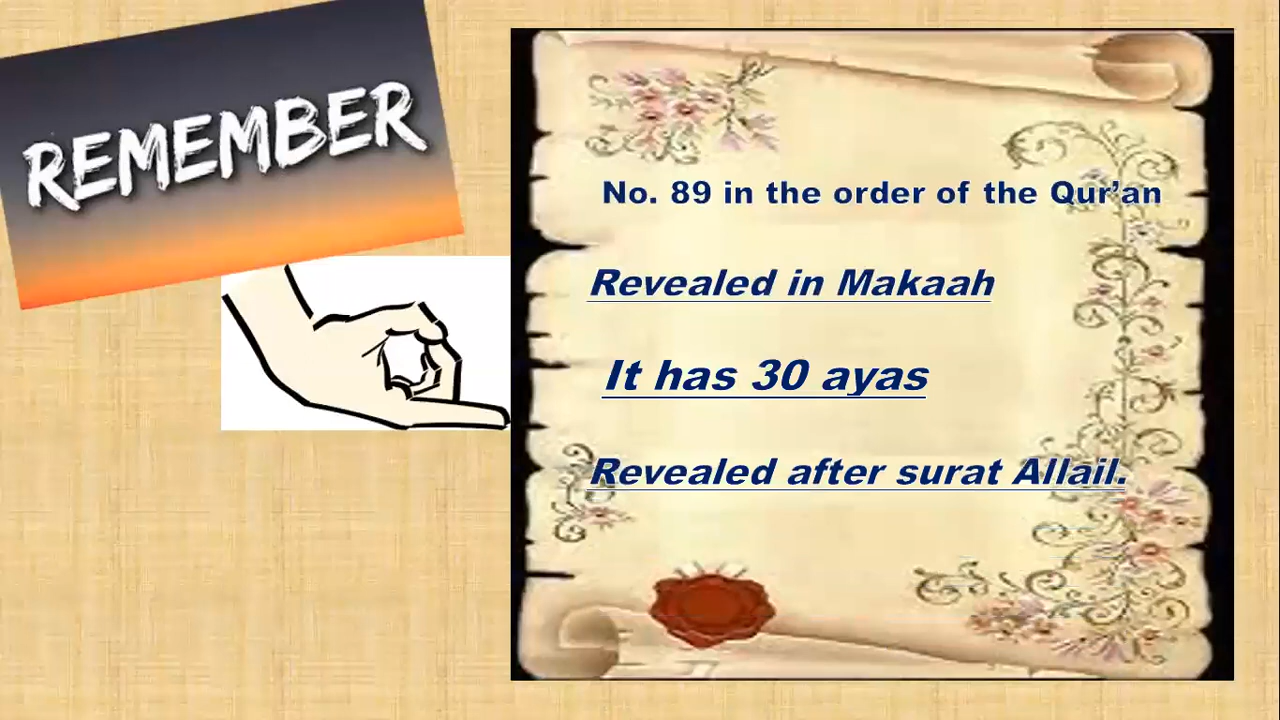 REMEMBER
No. 89 in the order of the Qur’an
Revealed in Makaah
It has 30 ayas
Revealed after surat Allail.